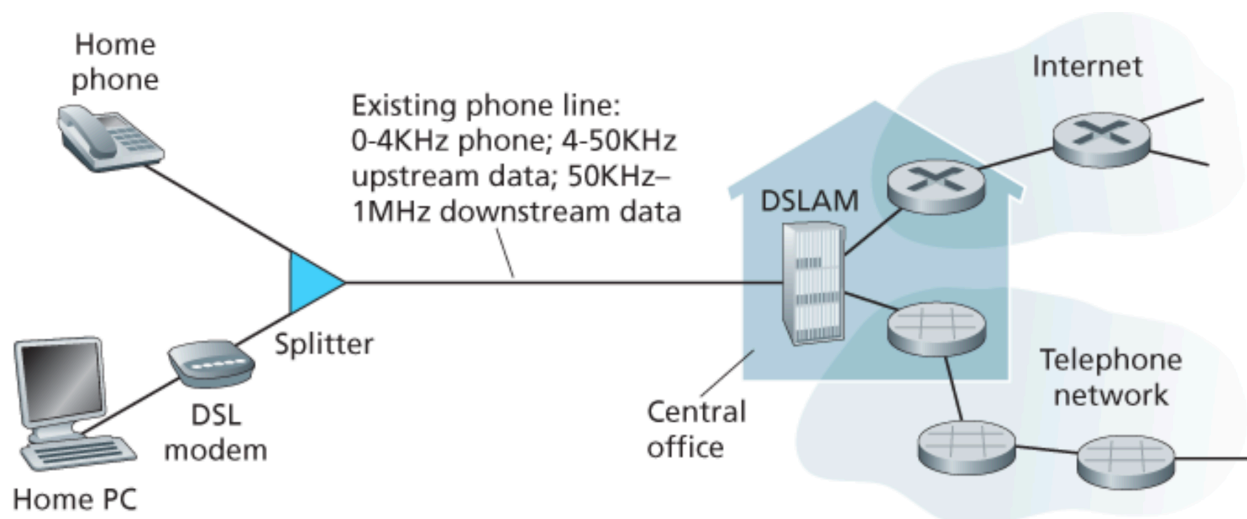 Home
phone
Existing phone line:
0-4KHz phone; 4-50KHz
upstream data; 50KHz–
1MHz downstream data
Internet
DSLAM
Splitter
DSL
modem
Home PC
Central
office
Telephone
network